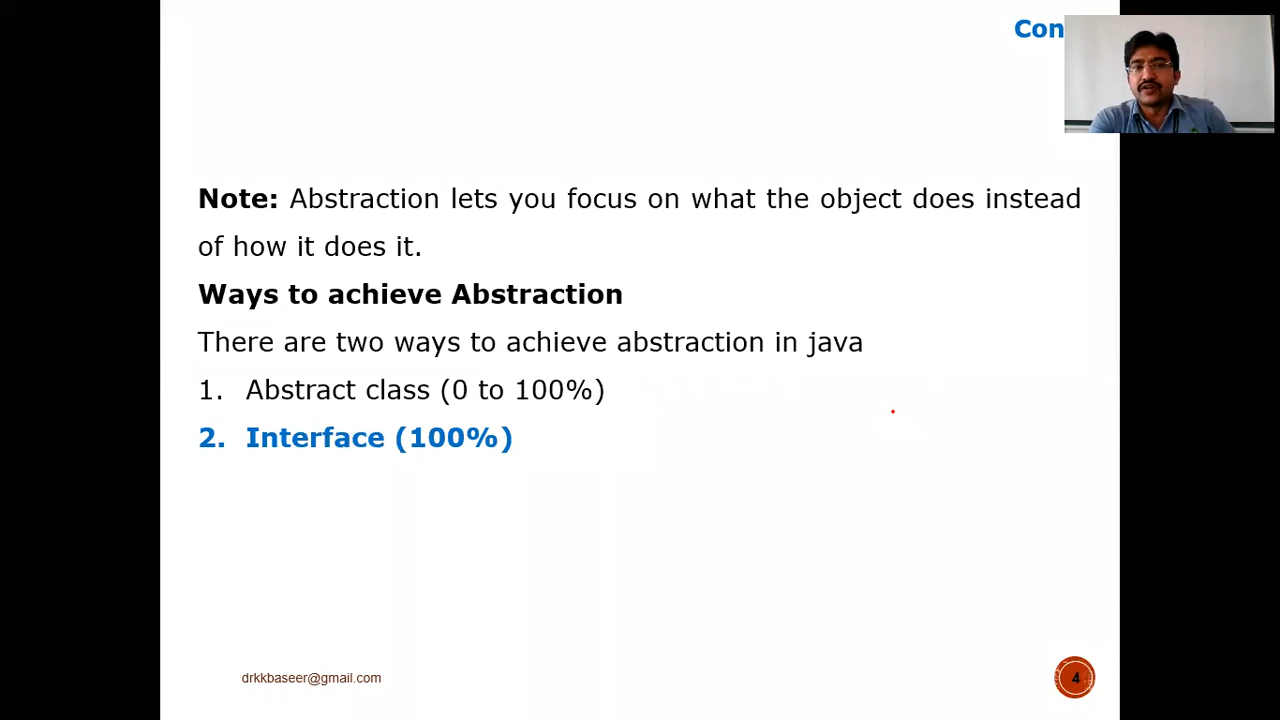 Con
Note: Abstraction lets you focus on what the object does instead
of how it does it.
Ways to achieve Abstraction
There are two ways to achieve abstraction in java
1. Abstract class (0 to 100%)
2. Interface (100%)
drkkbaseer@gmail.com
4